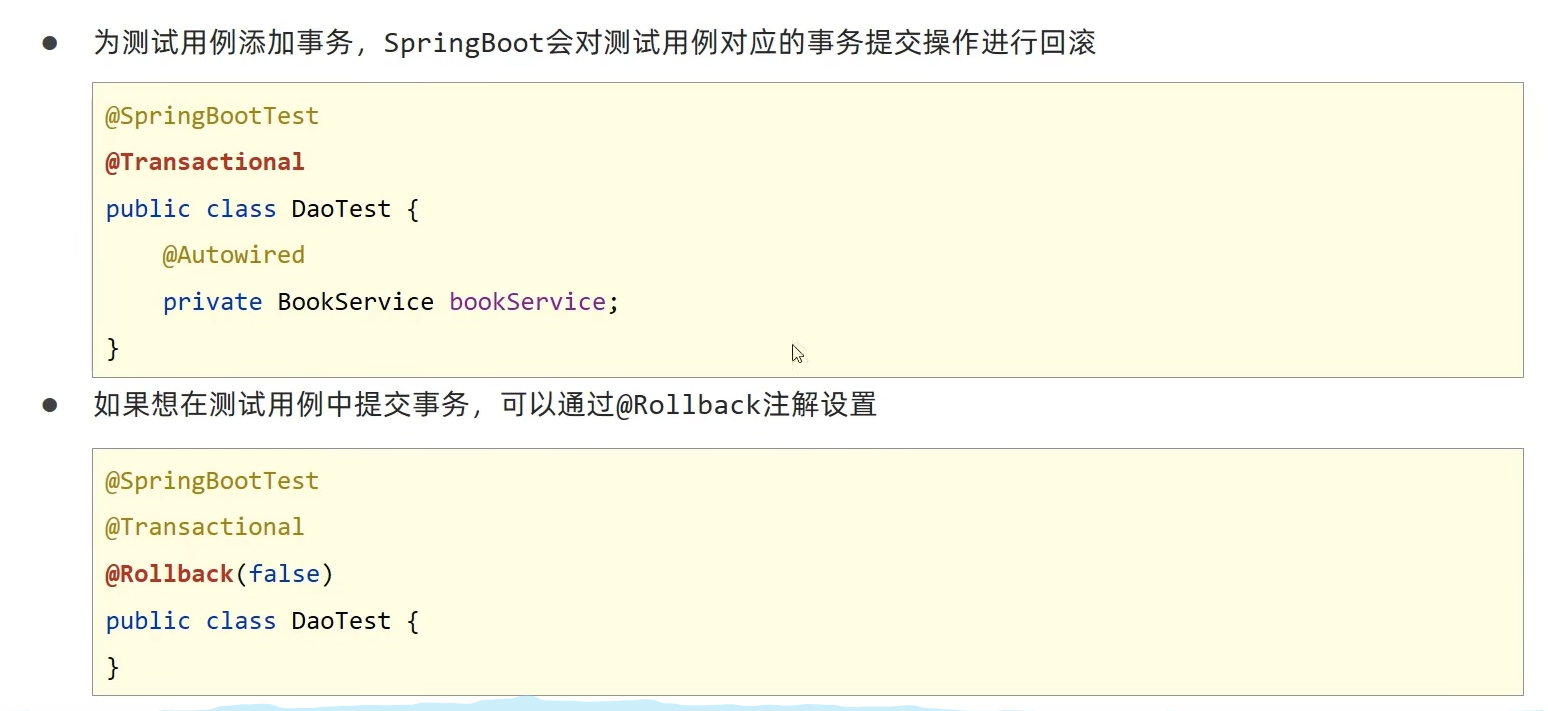 ● 为测试用例添加事务，SpringBoot会对测试用例对应的事务提交操作进行回滚
@SpringBootTest
@Transactional
public class DaoTest {
    @Autowired
    private BookService bookService;
}
● 如果想在测试用例中提交事务，可以通过@Rollback注解设置
@SpringBootTest
@Transactional
@Rollback(false)
public class DaoTest {
}